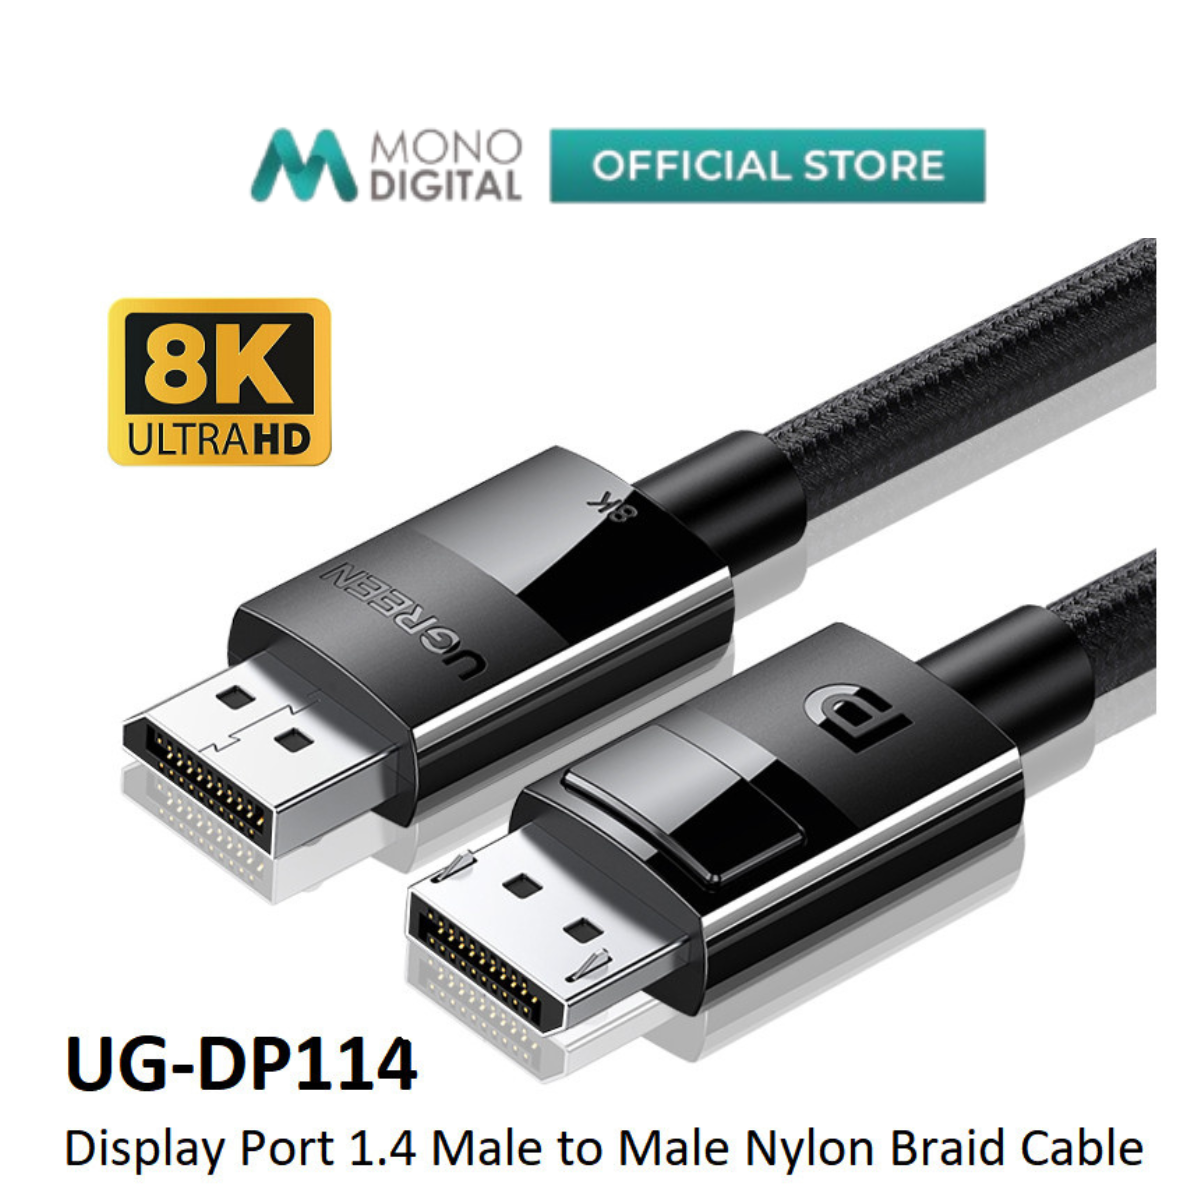 MONO
DIGITAL
OFFICIAL STORE
8K
ULTRA HD
8K
UGREEN
UG-DP114
Display Port 1.4 Male to Male Nylon Braid Cable